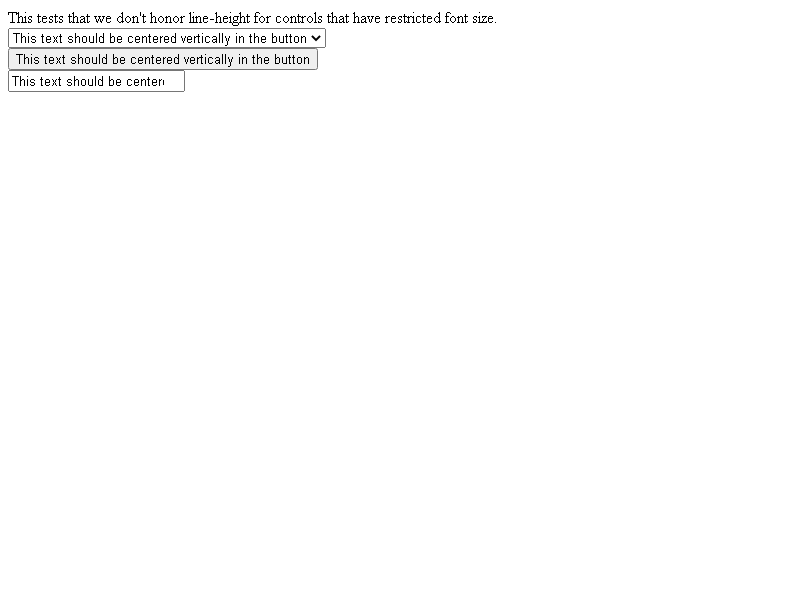 This tests that we don't honor line-height for controls that have restricted font size.
This text should be centered vertically in the button
This text should be centered vertically in the button
This text should be center